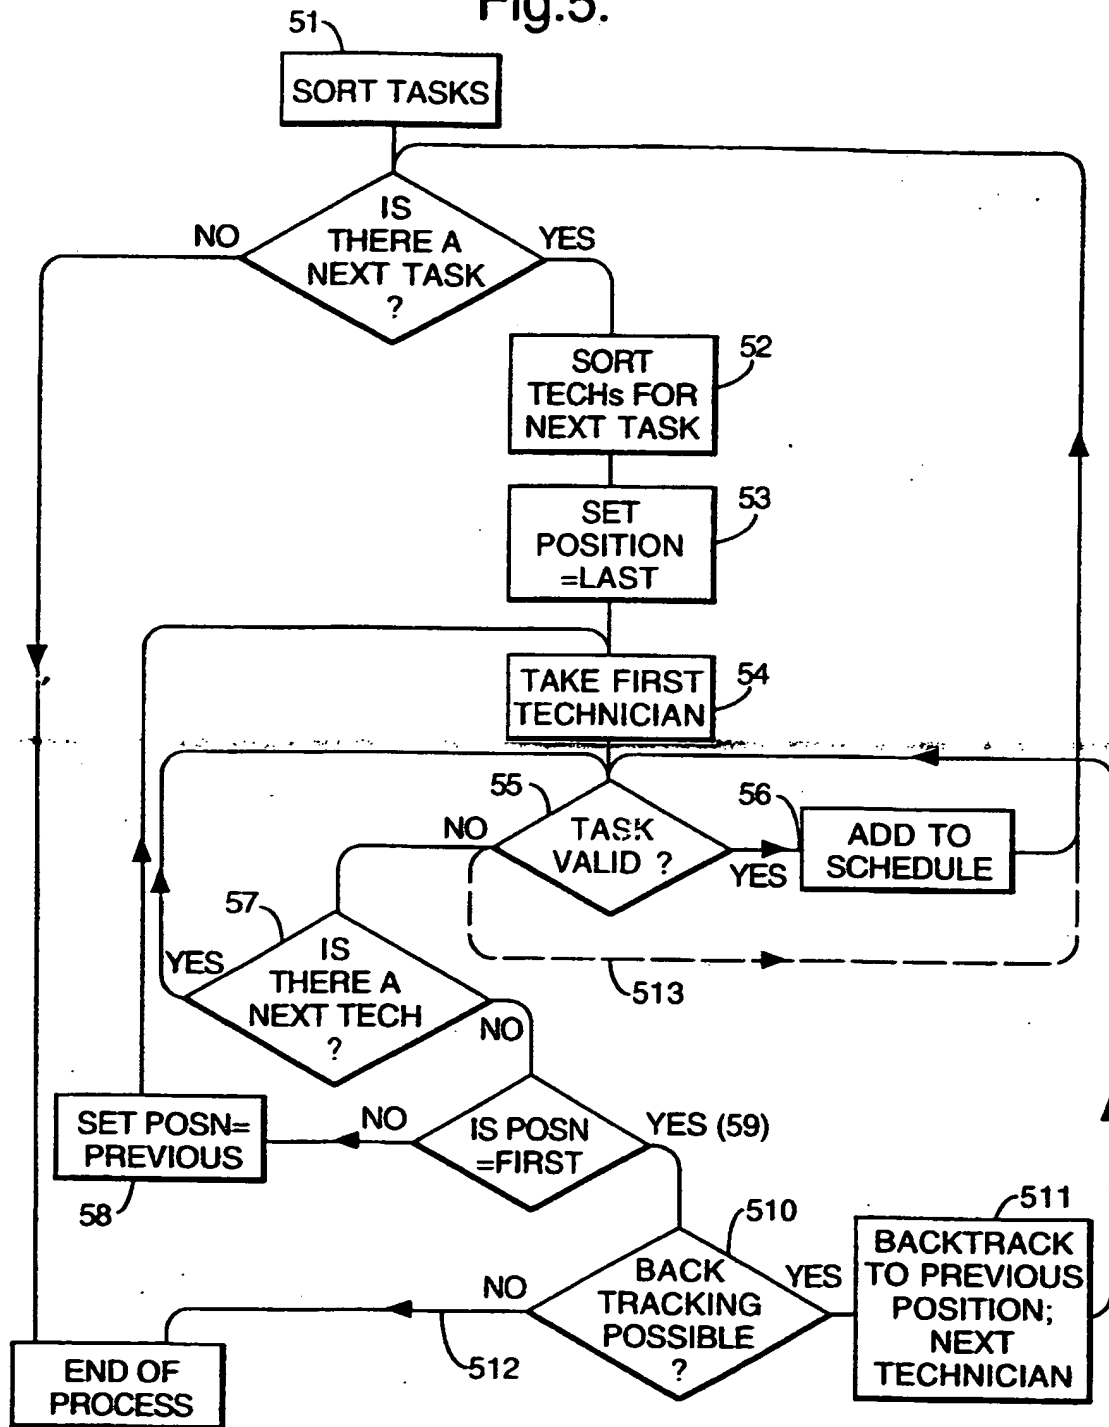 Fig.5.
51
SORT TASKS
IS
THERE A
NEXT TASK
?
NO
YES
SORT
TECHs FOR
NEXT TASK
52
SET
POSITION
=LAST
53
TAKE FIRST
TECHNICIAN
54
55
TASK
VALID ?
NO
YES
56
ADD TO
SCHEDULE
513
57
IS
THERE A
NEXT TECH
?
YES
NO
IS POSN
=FIRST
NO
YES (59)
SET POSN=
PREVIOUS
58
510
BACK
TRACKING
POSSIBLE
?
NO
YES
511
BACKTRACK
TO PREVIOUS
POSITION;
NEXT
TECHNICIAN
512
END OF
PROCESS